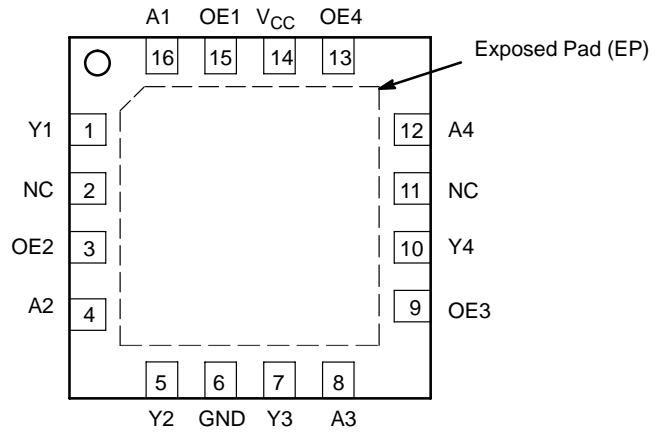 A1 OE1 VCC OE4
16 15 14 13
Exposed Pad (EP)
Y1 1 12 A4
NC 2 11 NC
OE2 3 10 Y4
A2 4 9 OE3
5 6 7 8
Y2 GND Y3 A3